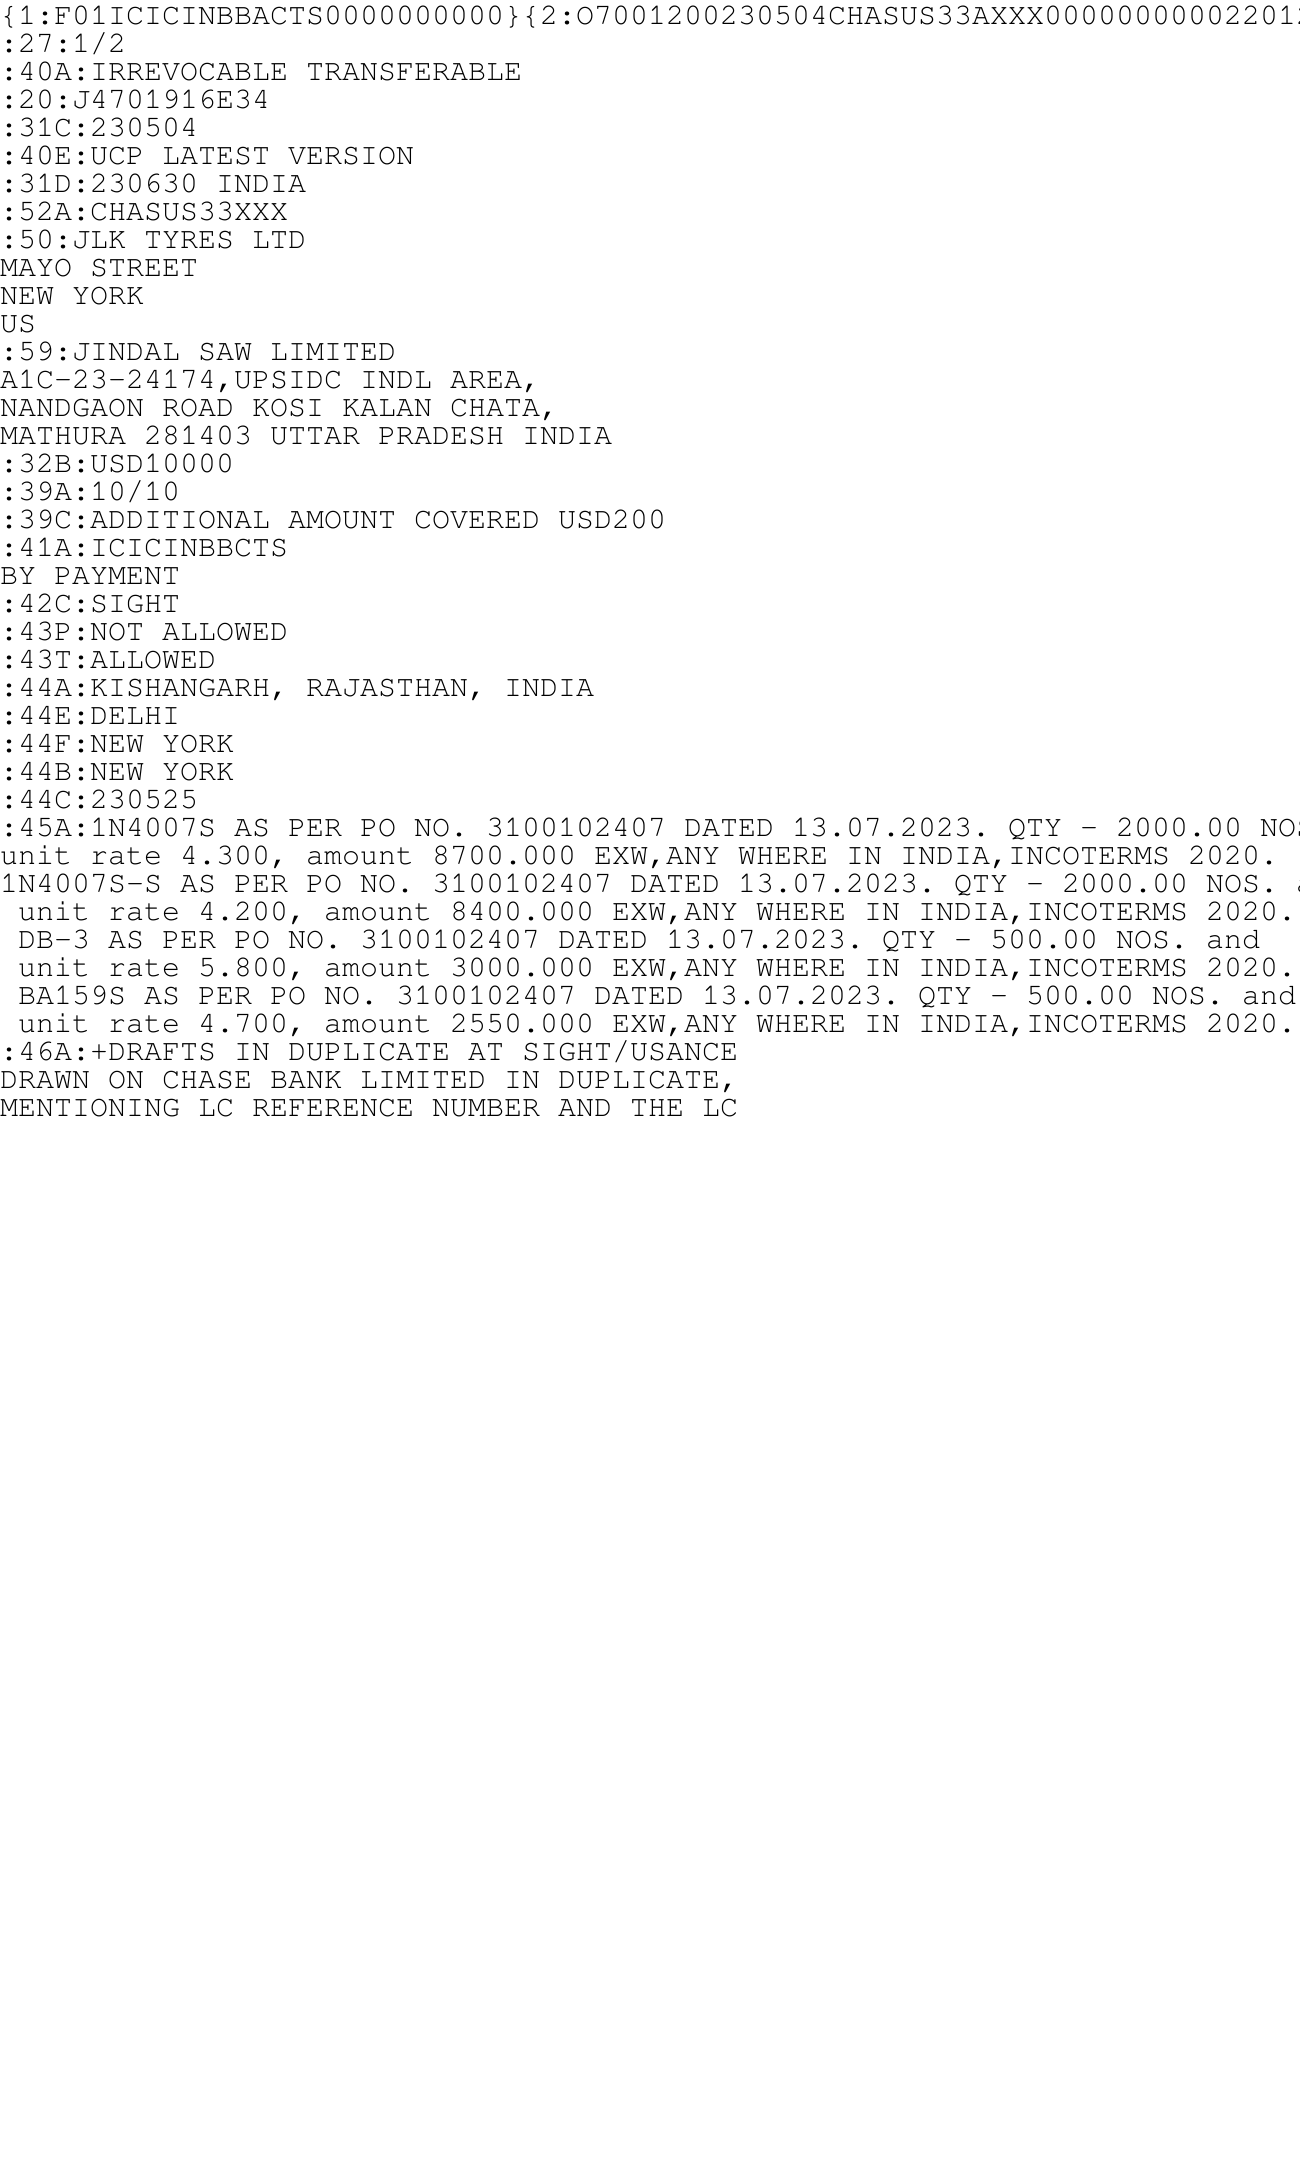 {1:F01ICICINBBACTS0000000000}{2:O7001200230504CHASUS33AXXX00000000002201
:27:1/2
:40A:IRREVOCABLE TRANSFERABLE
:20:J4701916E34
:31C:230504
:40E:UCP LATEST VERSION
:31D:230630 INDIA
:52A:CHASUS33XXX
:50:JLK TYRES LTD
MAYO STREET
NEW YORK
US
:59:JINDAL SAW LIMITED
A1C-23-24174,UPSIDC INDL AREA,
NANDGAON ROAD KOSI KALAN CHATA,
MATHURA 281403 UTTAR PRADESH INDIA
:32B:USD10000
:39A:10/10
:39C:ADDITIONAL AMOUNT COVERED USD200
:41A:ICICINBBCTS
BY PAYMENT
:42C:SIGHT
:43P:NOT ALLOWED
:43T:ALLOWED
:44A:KISHANGARH, RAJASTHAN, INDIA
:44E:DELHI
:44F:NEW YORK
:44B:NEW YORK
:44C:230525
:45A:1N4007S AS PER PO NO. 3100102407 DATED 13.07.2023. QTY - 2000.00 NOS
unit rate 4.300, amount 8700.000 EXW,ANY WHERE IN INDIA,INCOTERMS 2020.
1N4007S-S AS PER PO NO. 3100102407 DATED 13.07.2023. QTY - 2000.00 NOS.
unit rate 4.200, amount 8400.000 EXW,ANY WHERE IN INDIA,INCOTERMS 2020.
DB-3 AS PER PO NO. 3100102407 DATED 13.07.2023. QTY - 500.00 NOS. and
unit rate 5.800, amount 3000.000 EXW,ANY WHERE IN INDIA,INCOTERMS 2020.
BA159S AS PER PO NO. 3100102407 DATED 13.07.2023. QTY - 500.00 NOS. and
unit rate 4.700, amount 2550.000 EXW,ANY WHERE IN INDIA,INCOTERMS 2020.
:46A:+DRAFTS IN DUPLICATE AT SIGHT/USANCE
DRAWN ON CHASE BANK LIMITED IN DUPLICATE,
MENTIONING LC REFERENCE NUMBER AND THE LC